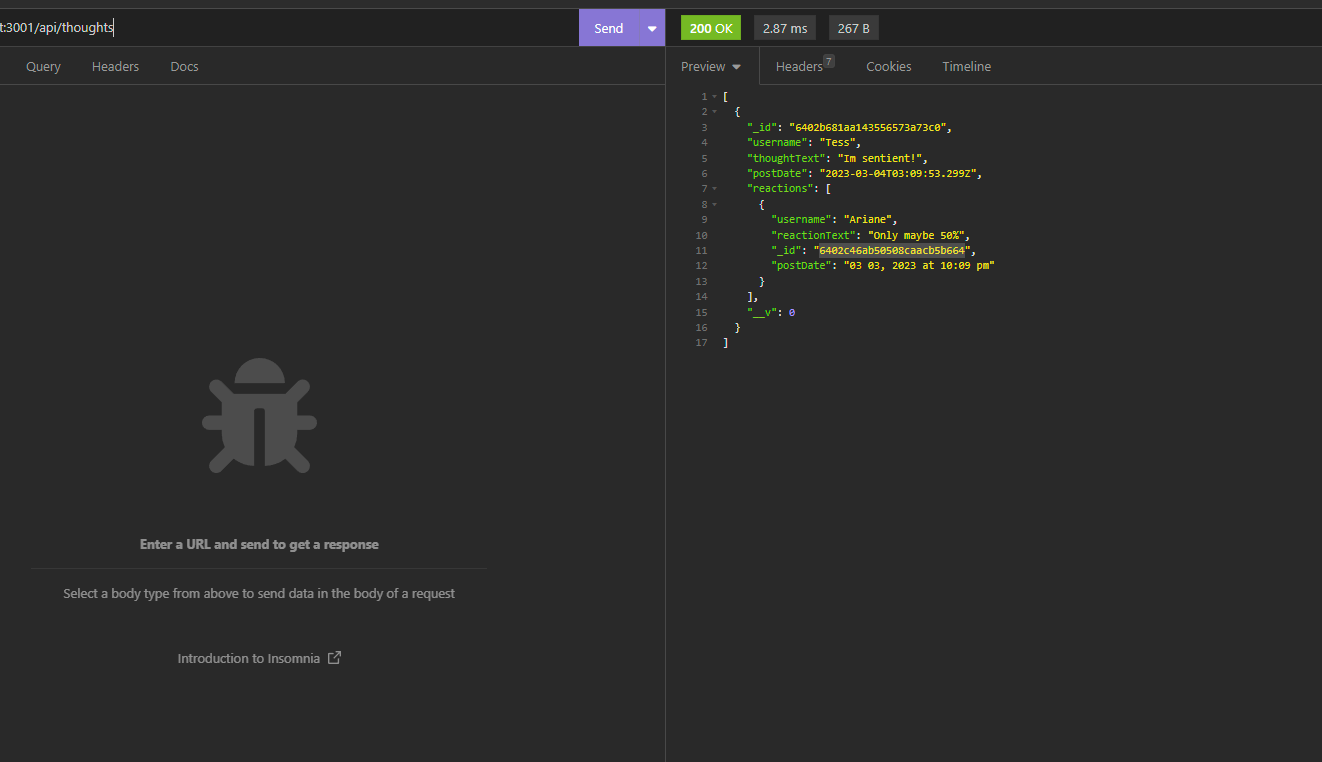 t:3001/api/thoughts
Send
200 OK
2.87 ms
267 B
Query
Headers
Docs
Preview
Headers 7
Cookies
Timeline
1 [
2 {
3 "_id": "6402b681aa143556573a73c0",
4 "username": "Tess",
5 "thoughtText": "Im sentient!",
6 "postDate": "2023-03-04T03:09:53.299Z",
7 "reactions": [
8 {
9 "username": "Ariane",
10 "reactionText": "Only maybe 50%",
11 "_id": "6402c46ab50508caacb5b664",
12 "postDate": "03 03, 2023 at 10:09 pm"
13 }
14 ],
15 "__v": 0
16 }
17 ]
Enter a URL and send to get a response
Select a body type from above to send data in the body of a request
Introduction to Insomnia